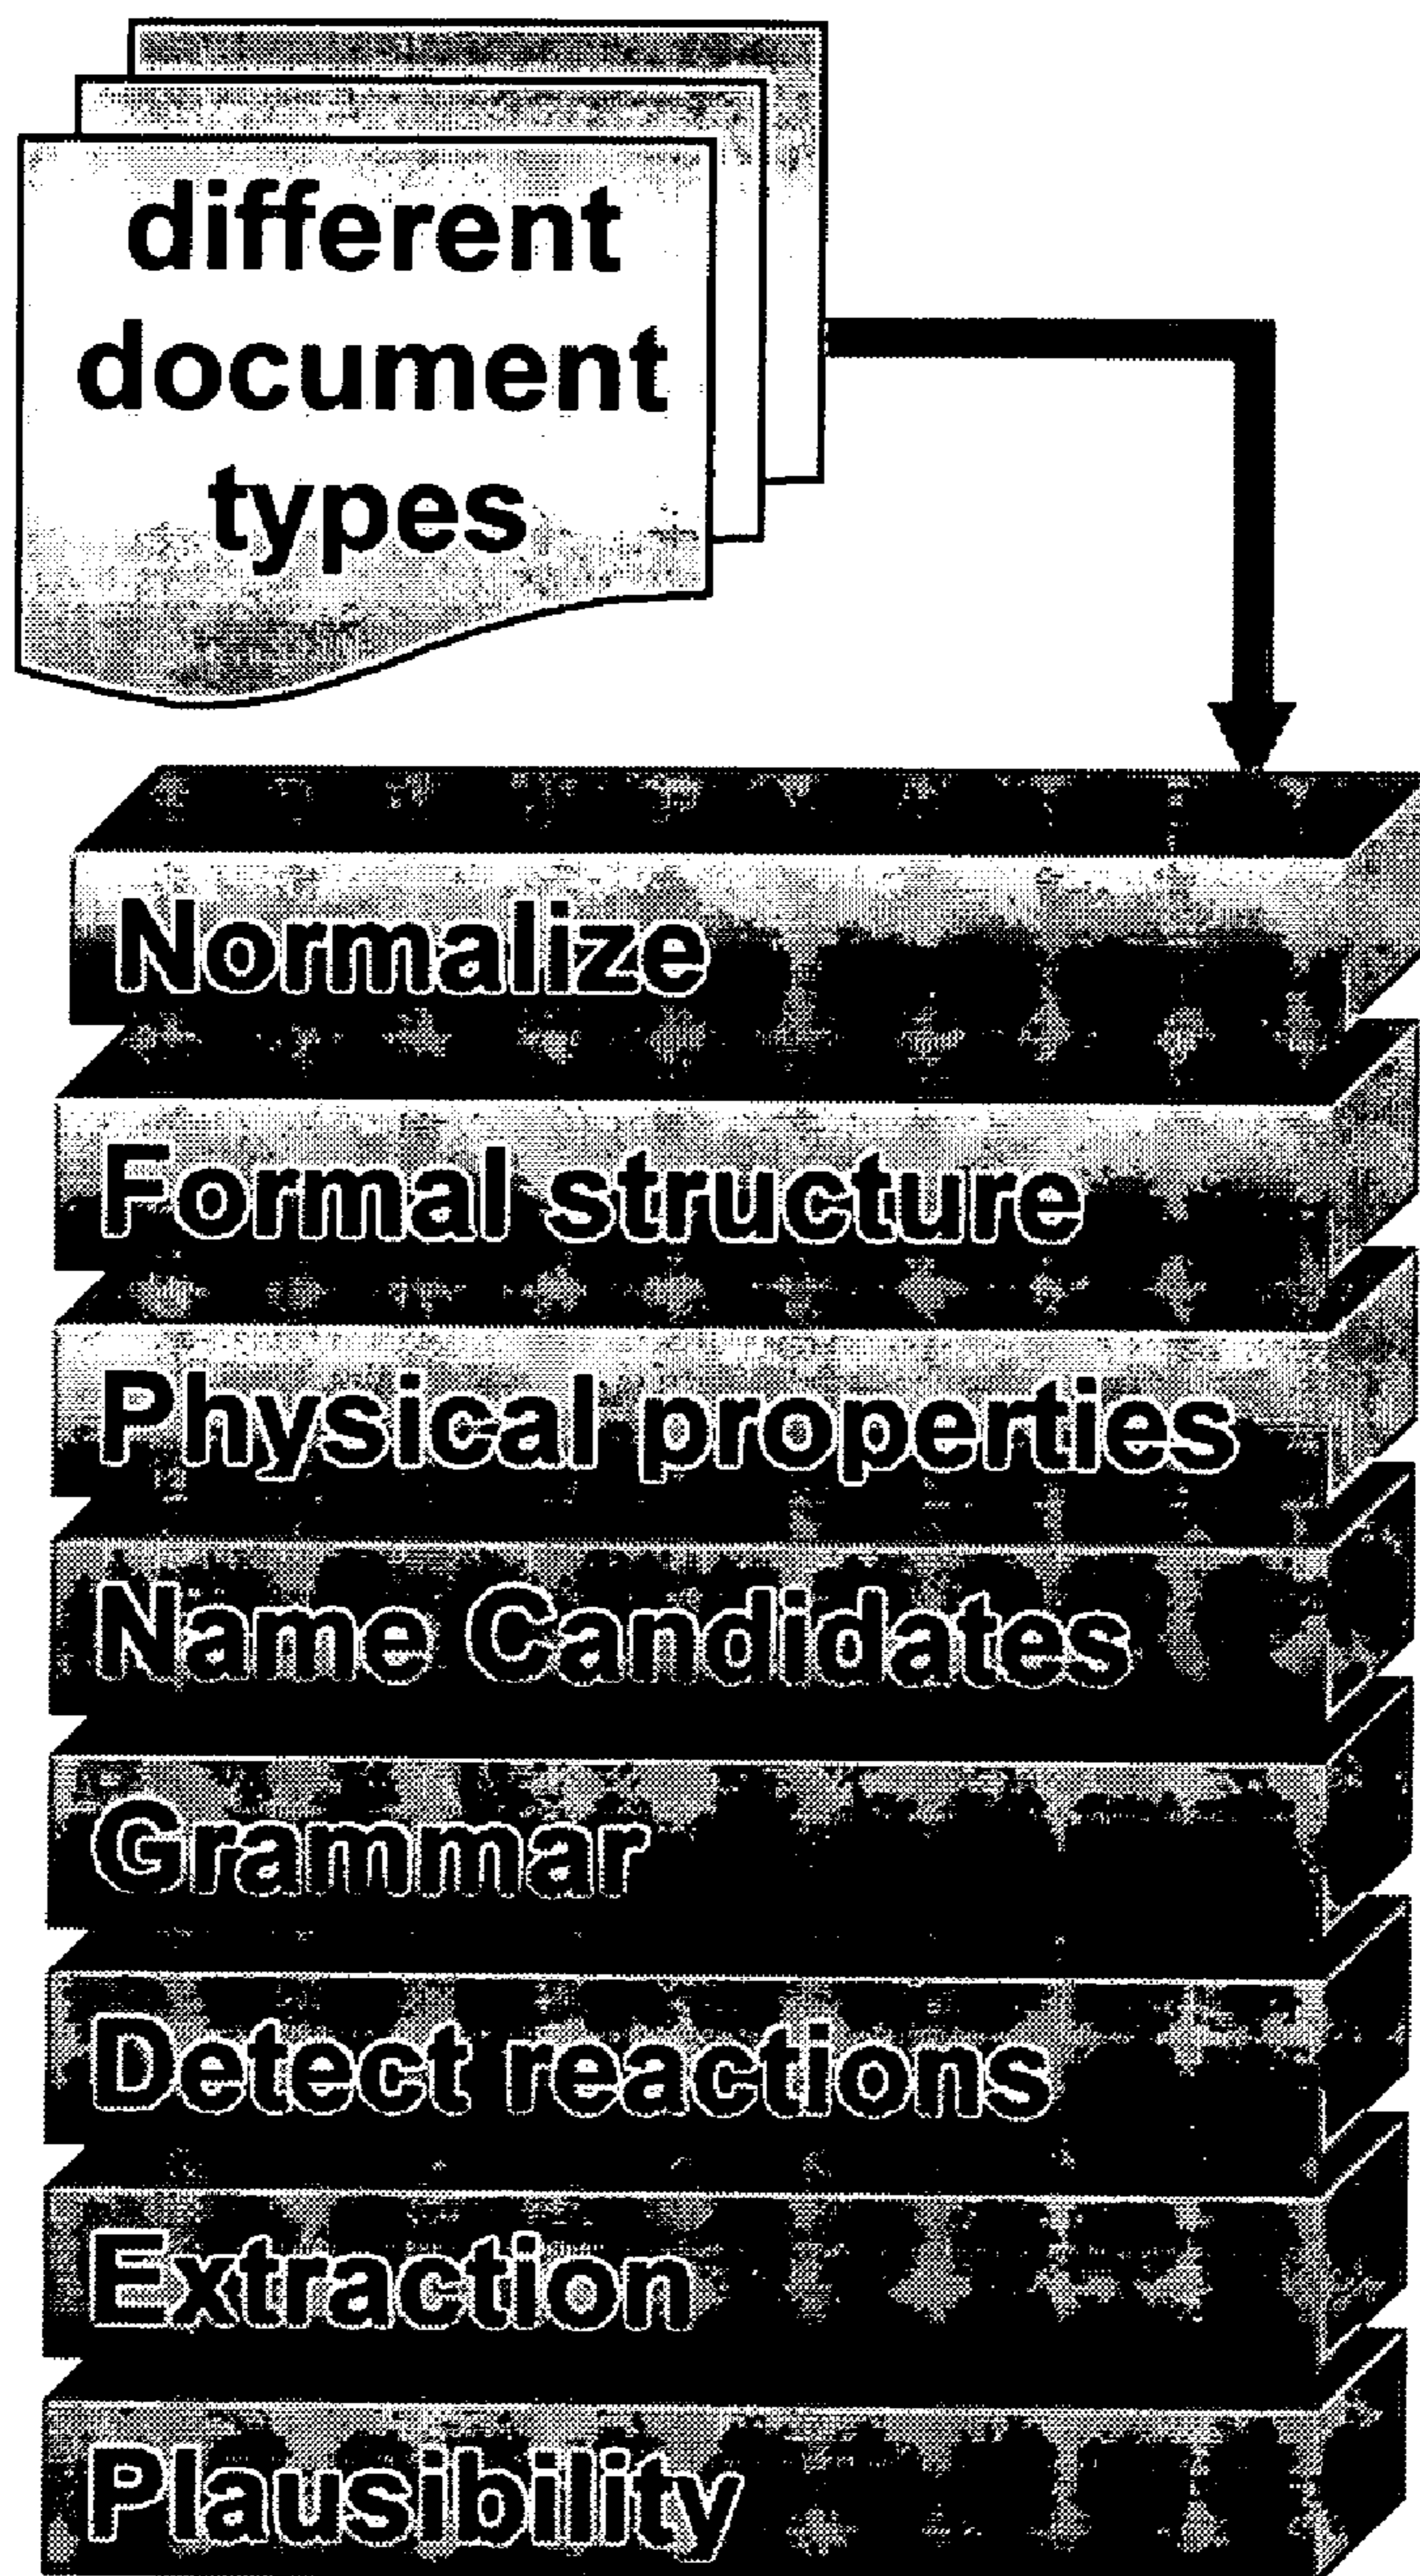 different
document
types
Normalize
Formal structure
Physical properties
Name Candidates
Grammar
Detect reactions
Extraction
Plausibility